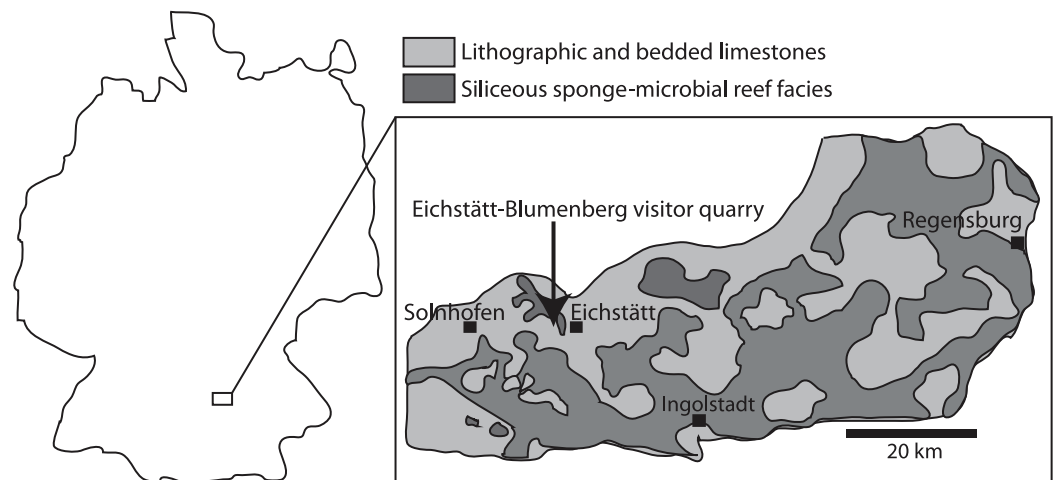 Lithographic and bedded limestones
Siliceous sponge-microbial reef facies
Eichstätt-Blumenberg visitor quarry
Regensburg
Solnhofen
Eichstätt
Ingolstadt
20 km